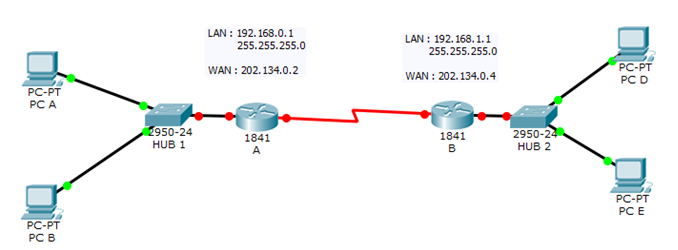 LAN : 192.168.0.1
255.255.255.0
WAN : 202.134.0.2
LAN : 192.168.1.1
255.255.255.0
WAN : 202.134.0.4
PC-PT
PC A
PC-PT
PC B
2950-24
HUB 1
1841
A
1841
B
2950-24
HUB 2
PC-PT
PC D
PC-PT
PC E